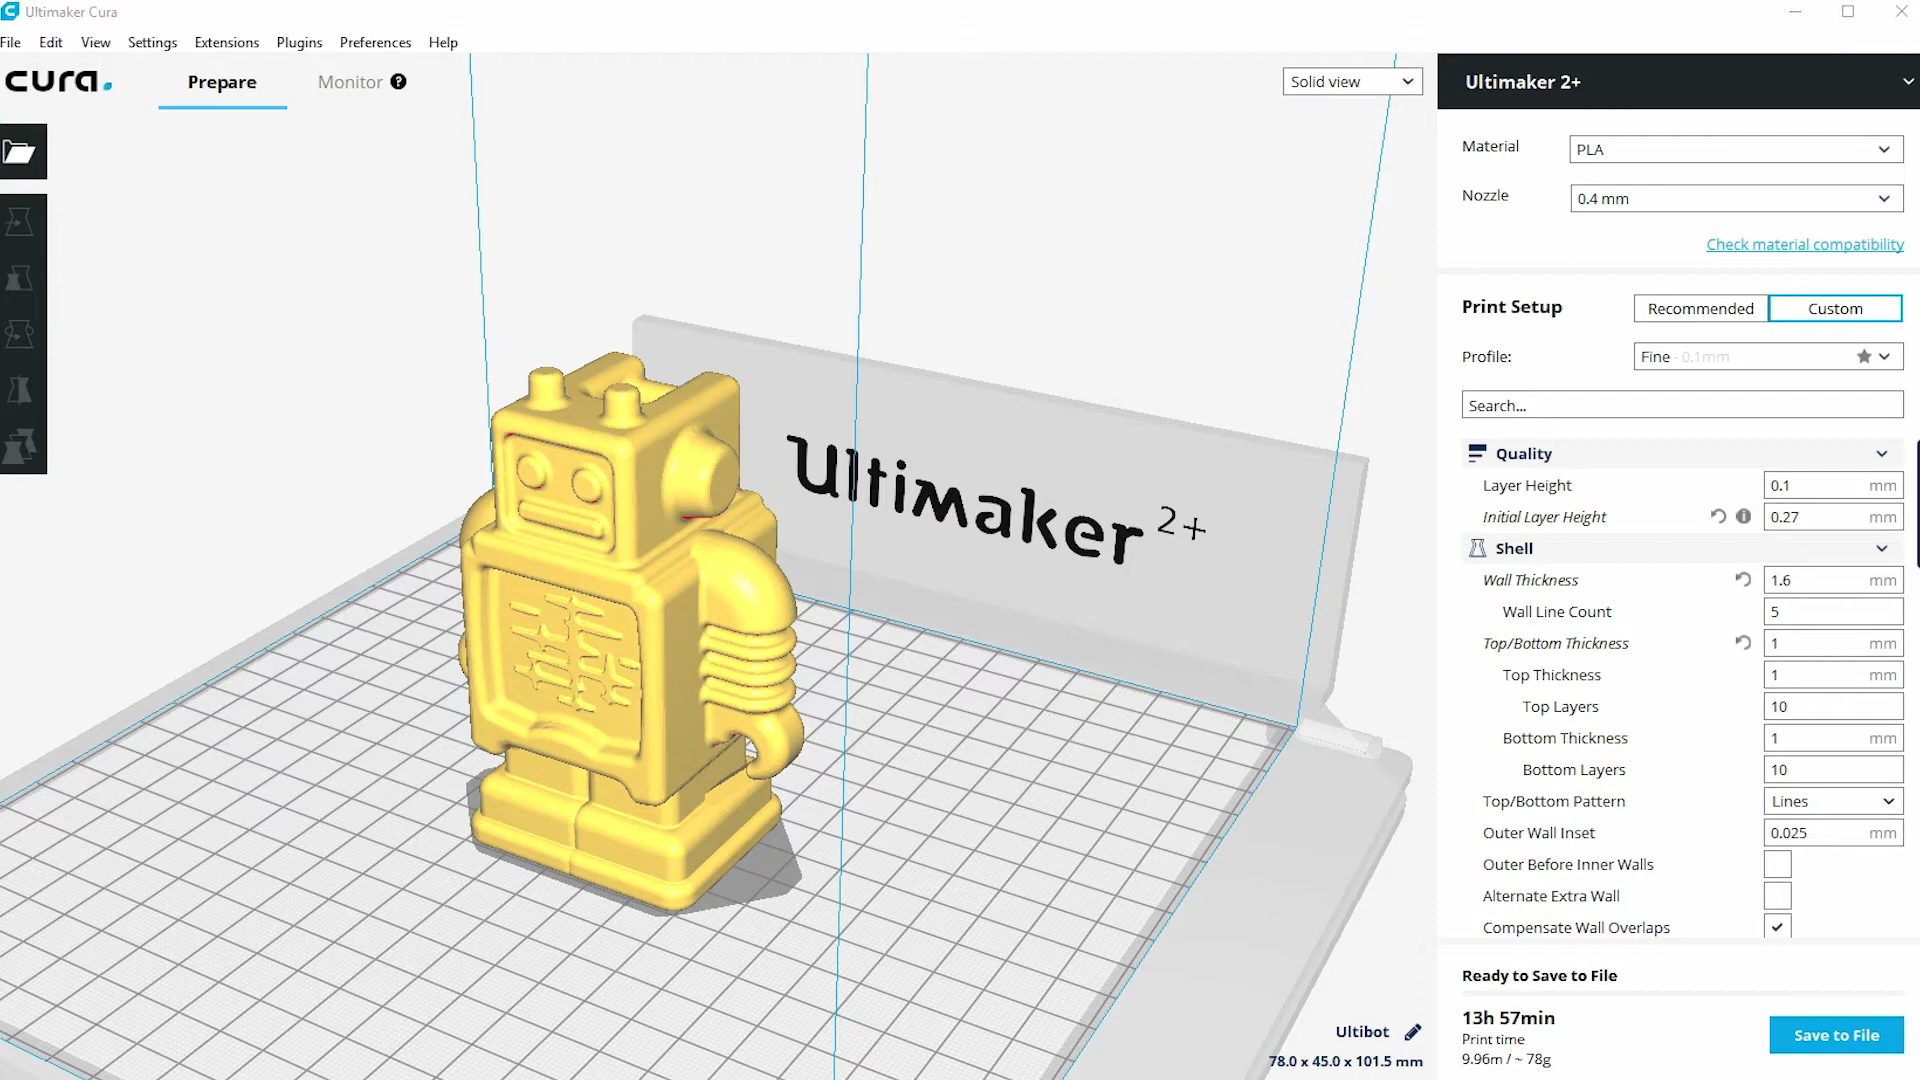 Ultimaker Cura
File Edit View Settings Extensions Plugins Preferences Help
cura.
Prepare
Monitor ?
Solid view
Ultimaker 2+
Material PLA
Nozzle 0.4 mm
Check material compatibility
Print Setup Recommended Custom
Profile: Fine - 0.1mm
Search...
Quality
Layer Height 0.1 mm
Initial Layer Height 0.27 mm
Shell
Wall Thickness 1.6 mm
Wall Line Count 5
Top/Bottom Thickness 1 mm
Top Thickness 1 mm
Top Layers 10
Bottom Thickness 1 mm
Bottom Layers 10
Top/Bottom Pattern Lines
Outer Wall Inset 0.025 mm
Outer Before Inner Walls
Alternate Extra Wall
Compensate Wall Overlaps
Ready to Save to File
13h 57min
Print time
9.96m / ~ 78g
Save to File
Ultimaker 2+
Ultibot
78.0 x 45.0 x 101.5 mm